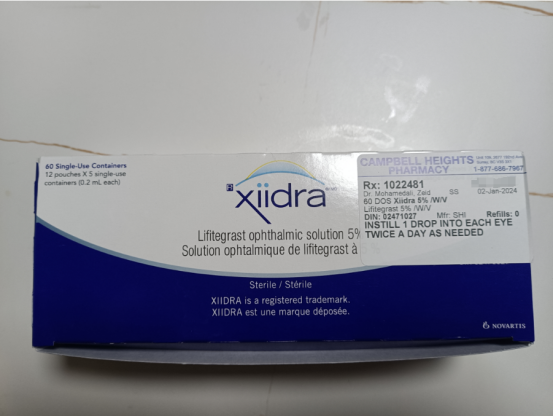 60 Single-Use Containers
12 pouches X 5 single-use
containers (0.2 mL each)
xiidra
Lifitegrast ophthalmic solution 5%
Solution ophtalmique de lifitegrast à
Sterile / Stérile
XIIDRA is a registered trademark.
XIIDRA est une marque déposée.
NOVARTIS
CAMPBELL HEIGHTS
PHARMACY
1-877-686-7967
Rx: 1022481
Dr. Mohamedali, Zaid SS 02-Jan-2024
60 DOS Xiidra 5% /W/V
Lifitegrast 5% /W/V
DIN: 02471027 Mfr: SHI Refills: 0
INSTILL 1 DROP INTO EACH EYE
TWICE A DAY AS NEEDED